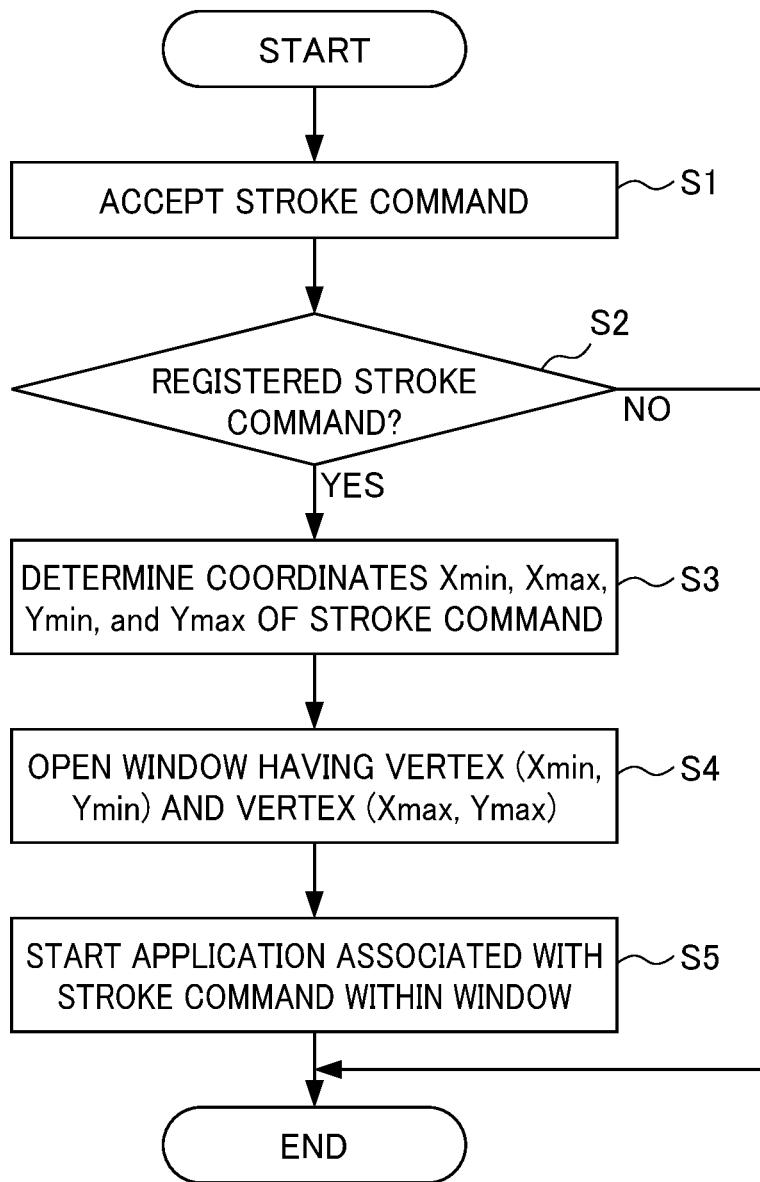 START
ACCEPT STROKE COMMAND
S1
S2
REGISTERED STROKE
COMMAND?
NO
YES
DETERMINE COORDINATES Xmin, Xmax,
Ymin, and Ymax OF STROKE COMMAND
S3
OPEN WINDOW HAVING VERTEX (Xmin,
Ymin) AND VERTEX (Xmax, Ymax)
S4
START APPLICATION ASSOCIATED WITH
STROKE COMMAND WITHIN WINDOW
S5
END